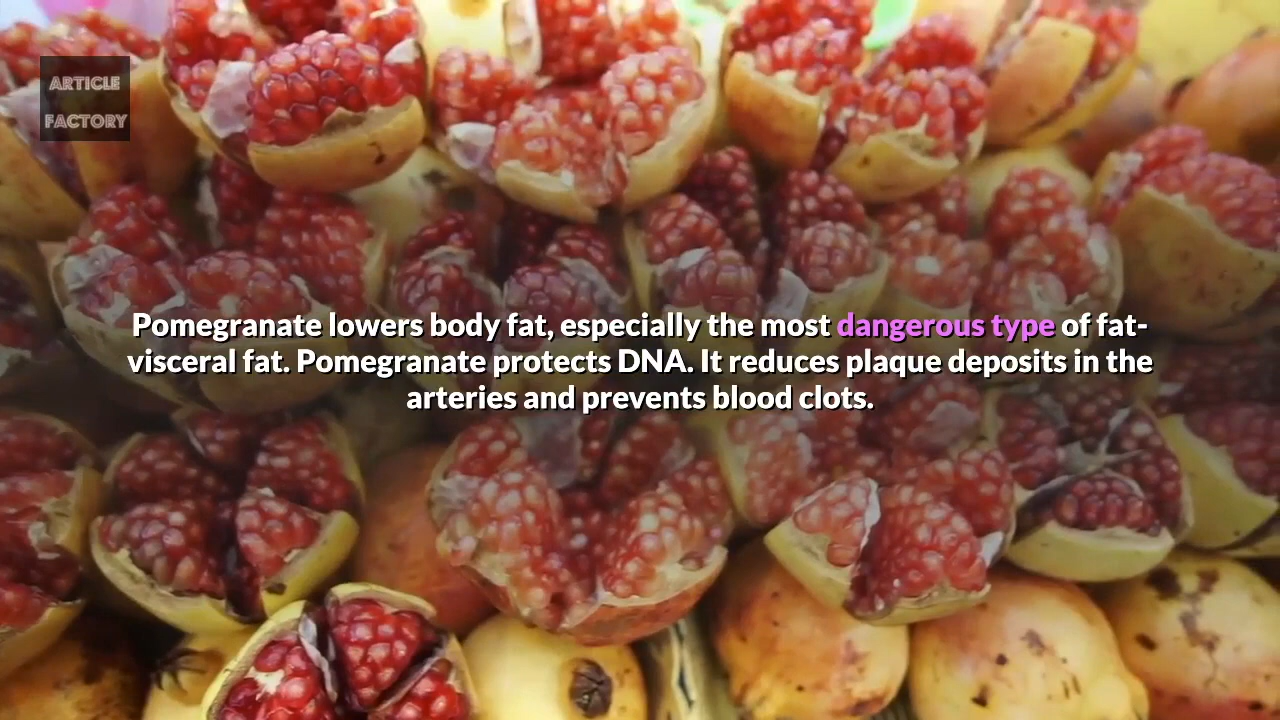 ARTICLE
FACTORY
Pomegranate lowers body fat, especially the most dangerous type of fat-
visceral fat. Pomegranate protects DNA. It reduces plaque deposits in the
arteries and prevents blood clots.